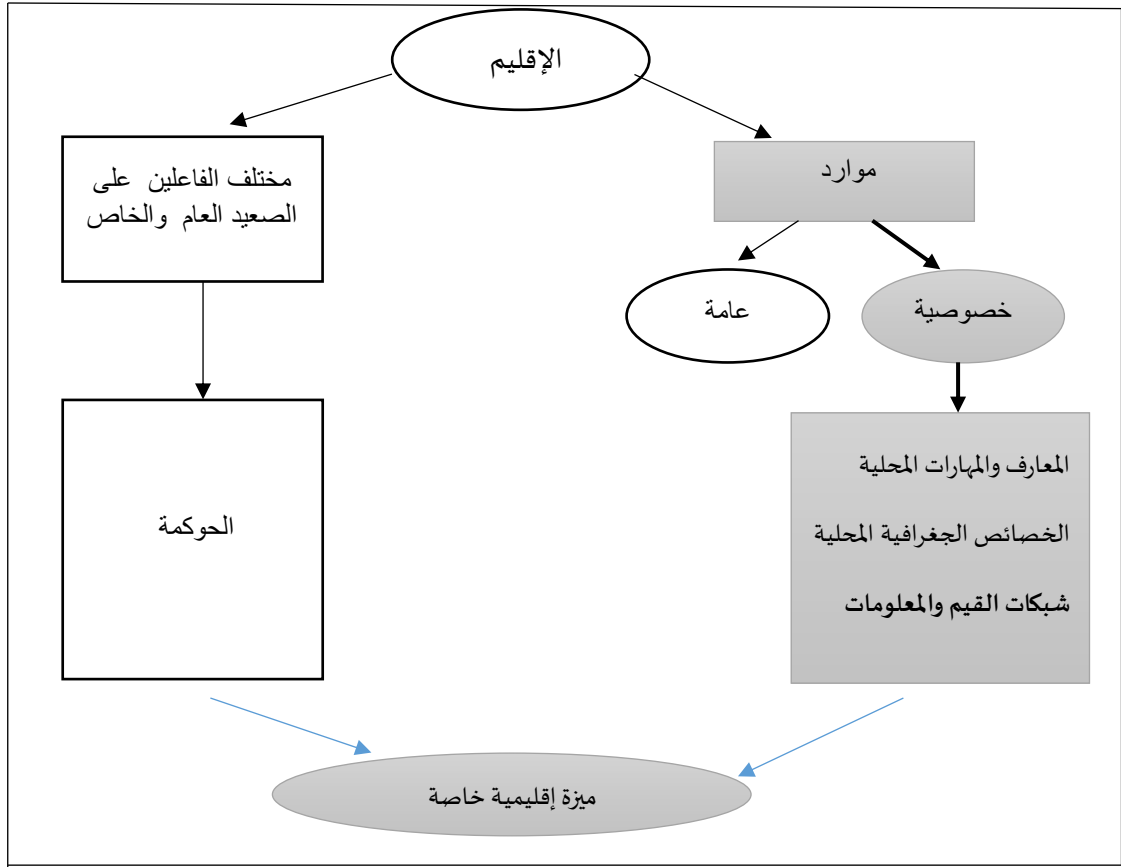 الإقليم
موارد
مختلف الفاعلين على
الصعيد العام والخاص
خصوصية
عامة
المعارف والمهارات المحلية
الخصائص الجغرافية المحلية
شبكات القيم والمعلومات
الحوكمة
ميزة إقليمية خاصة